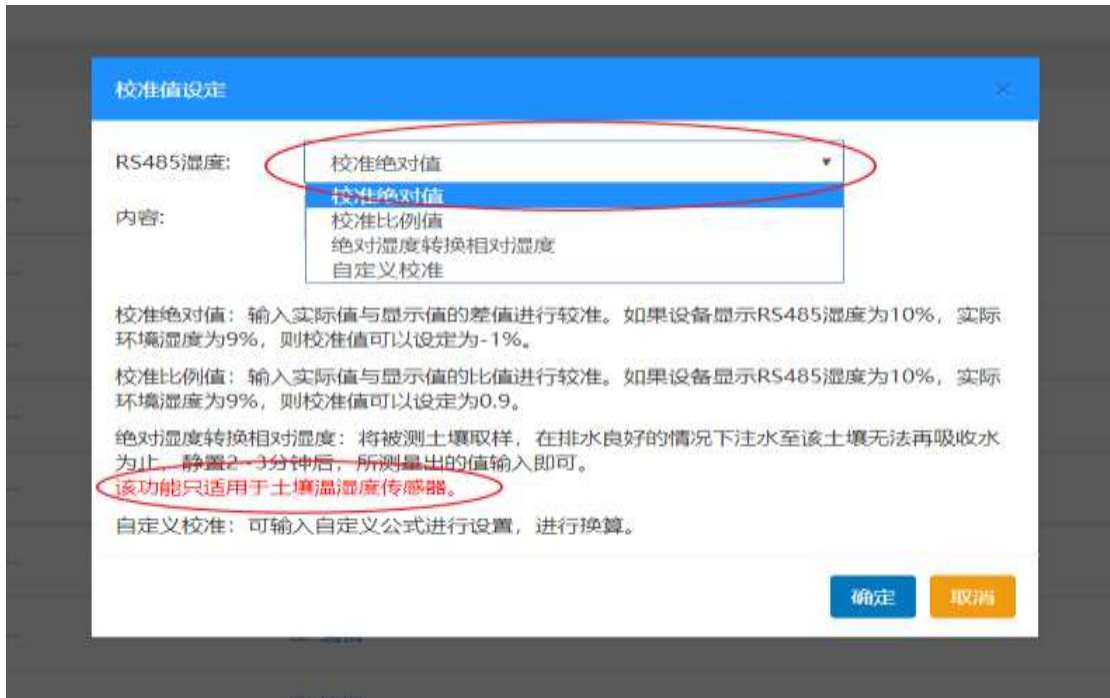 校准值设定
RS485湿度:
校准绝对值
校准绝对值
内容:
校准比例值
绝对湿度转换相对湿度
自定义校准
校准绝对值：输入实际值与显示值的差值进行较准。如果设备显示RS485湿度为10%，实际
环境湿度为9%，则校准值可以设定为-1%。
校准比例值：输入实际值与显示值的比值进行较准。如果设备显示RS485湿度为10%，实际
环境湿度为9%，则校准值可以设定为0.9。
绝对湿度转换相对湿度：将被测土壤取样，在排水良好的情况下注水至该土壤无法再吸收水
为止，静置2-3分钟后，所测量出的值输入即可。
该功能只适用于土壤温湿度传感器。
自定义校准：可输入自定义公式进行设置，进行换算。
确定
取消